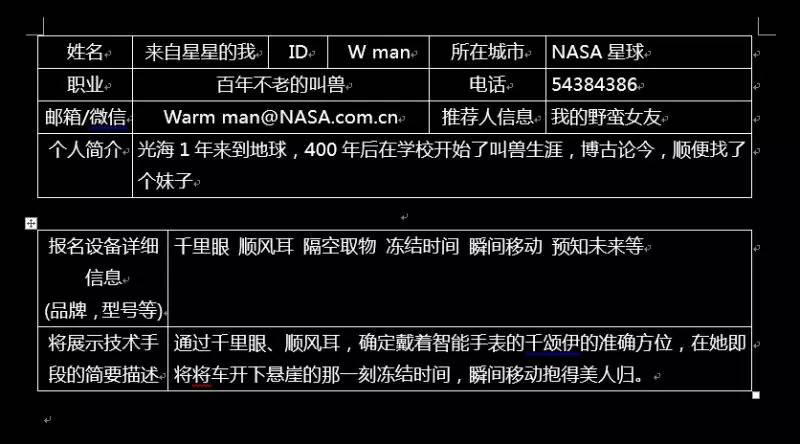 姓名 来自星星的我 ID W man 所在城市 NASA 星球
职业 百年不老的叫兽 电话 54384386
邮箱/微信 Warm man@NASA.com.cn 推荐人信息 我的野蛮女友
个人简介 光海 1 年来到地球，400 年后在学校开始了叫兽生涯，博古论今，顺便找了
个妹子
报名设备详细
信息
(品牌，型号等)
千里眼 顺风耳 隔空取物 冻结时间 瞬间移动 预知未来等
将展示技术手
段的简要描述
通过千里眼、顺风耳，确定戴着智能手表的千颂伊的准确方位，在她即
将将车开下悬崖的那一刻冻结时间，瞬间移动抱得美人归。